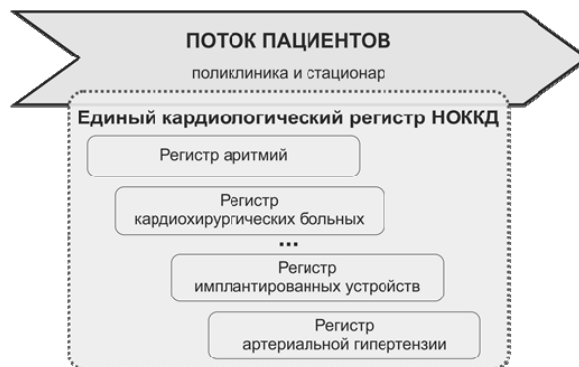 ПОТОК ПАЦИЕНТОВ
поликлиника и стационар
Единый кардиологический регистр НОККД
Регистр аритмий
Регистр
кардиохирургических больных
...
Регистр
имплантированных устройств
Регистр
артериальной гипертензии